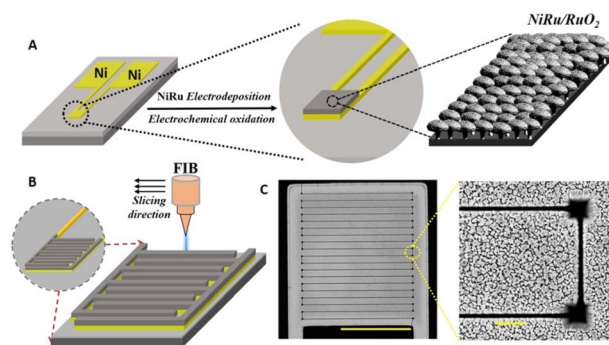 A
Ni
Ni
NiRu Electrodeposition
Electrochemical oxidation
NiRu/RuO₂
B
FIB
Slicing
direction
C